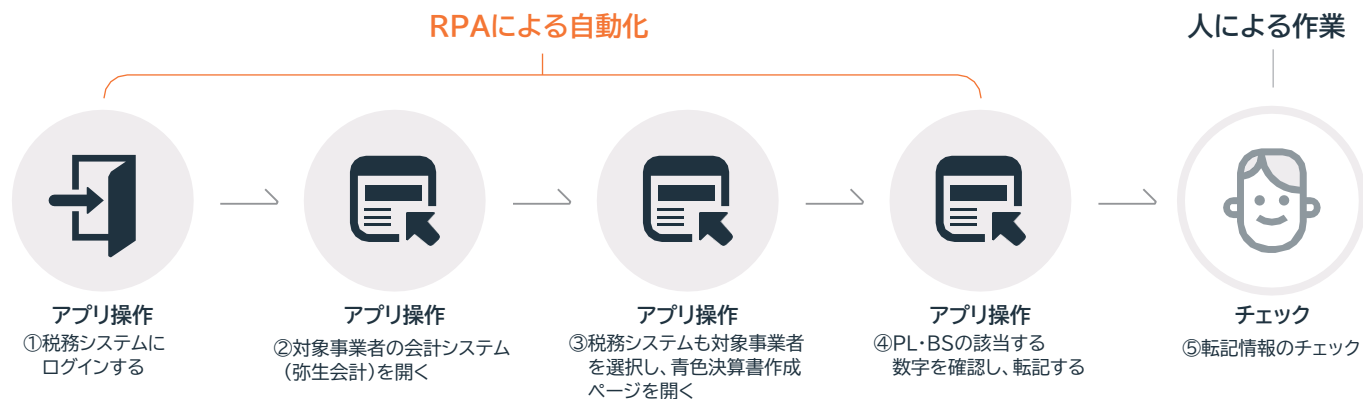 RPAによる自動化
人による作業
アプリ操作
①税務システムに
ログインする
アプリ操作
②対象事業者の会計システム
(弥生会計)を開く
アプリ操作
③税務システムも対象事業者
を選択し、青色決算書作成
ページを開く
アプリ操作
④PL・BSの該当する
数字を確認し、転記する
チェック
⑤転記情報のチェック